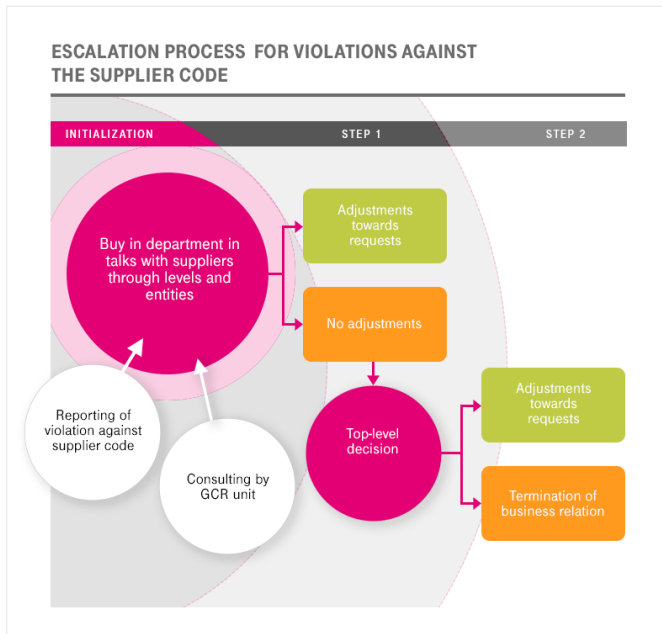 ESCALATION PROCESS FOR VIOLATIONS AGAINST
THE SUPPLIER CODE
INITIALIZATION
STEP 1
STEP 2
Buy in department in
talks with suppliers
through levels and
entities
Adjustments
towards
requests
No adjustments
Reporting of
violation against
supplier code
Consulting by
GCR unit
Top-level
decision
Adjustments
towards
requests
Termination of
business relation